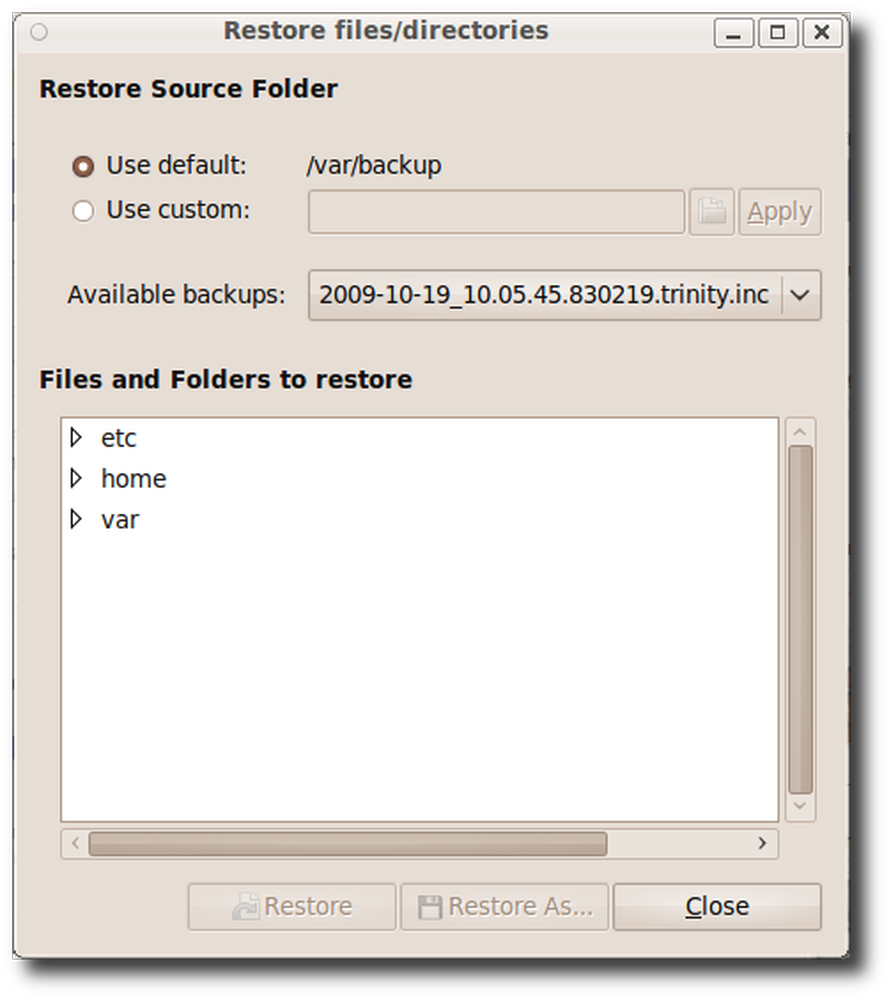 Restore files/directories
Restore Source Folder
Use default: /var/backup
Use custom: Apply
Available backups: 2009-10-19_10.05.45.830219.trinity.inc
Files and Folders to restore
etc
home
var
Restore Restore As... Close